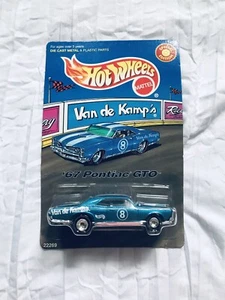 For ages over 3 years
DIE CAST METAL & PLASTIC PARTS
Hot Wheels
MATTEL
Van de Kamp's
8
'67 Pontiac GTO
Van de Kamp's
8
22269